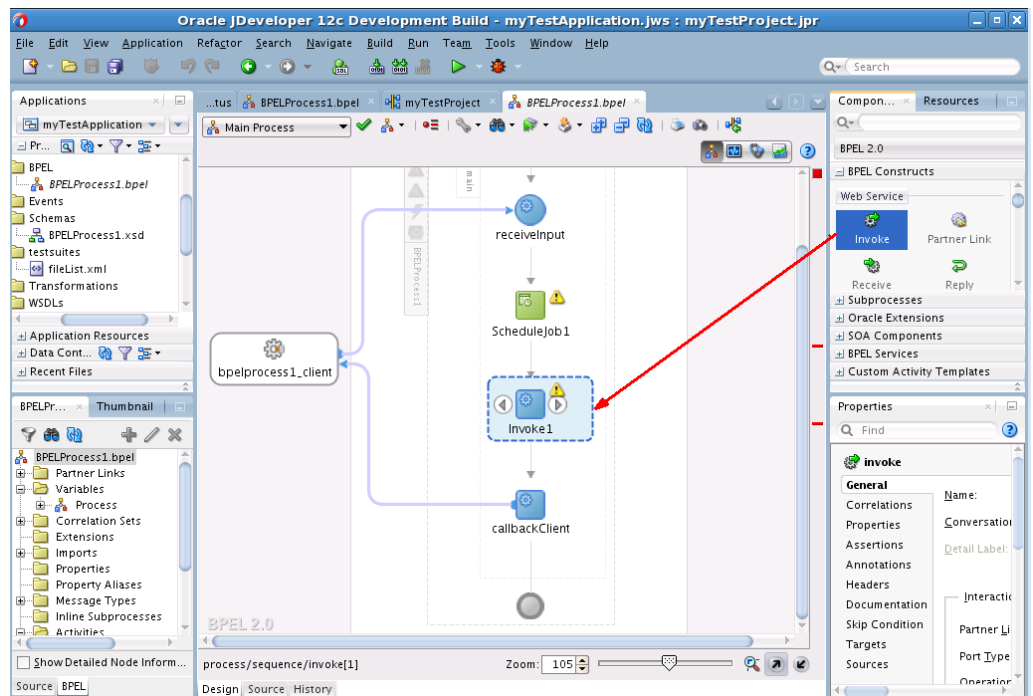 Oracle JDeveloper 12c Development Build - myTestApplication.jws : myTestProject.jpr
File Edit View Application Refactor Search Navigate Build Run Team Tools Window Help
Search
Applications
myTestApplication
Pr...
BPEL
BPELProcess1.bpel
Events
Schemas
BPELProcess1.xsd
testsuites
fileList.xml
Transformations
WSDLs
Application Resources
Data Cont...
Recent Files
BPELPr... Thumbnail
BPELProcess1.bpel
Partner Links
Variables
Process
Correlation Sets
Extensions
Imports
Properties
Property Aliases
Message Types
Inline Subprocesses
Activities
Show Detailed Node Inform...
Source BPEL
...tus BPELProcess1.bpel myTestProject BPELProcess1.bpel
Main Process
main
BPELProcess1
receiveInput
ScheduleJob1
bpelprocess1_client
Invoke1
callbackClient
BPEL 2.0
process/sequence/invoke[1] Zoom: 105
Design Source History
Compon... Resources
BPEL 2.0
BPEL Constructs
Web Service
Invoke Partner Link
Receive Reply
Subprocesses
Oracle Extensions
SOA Components
BPEL Services
Custom Activity Templates
Properties
Find
invoke
General
Correlations
Properties
Assertions
Annotations
Headers
Documentation
Skip Condition
Targets
Sources
Name:
Conversation
Detail Label:
Interactic
Partner Li
Port Type
Operation